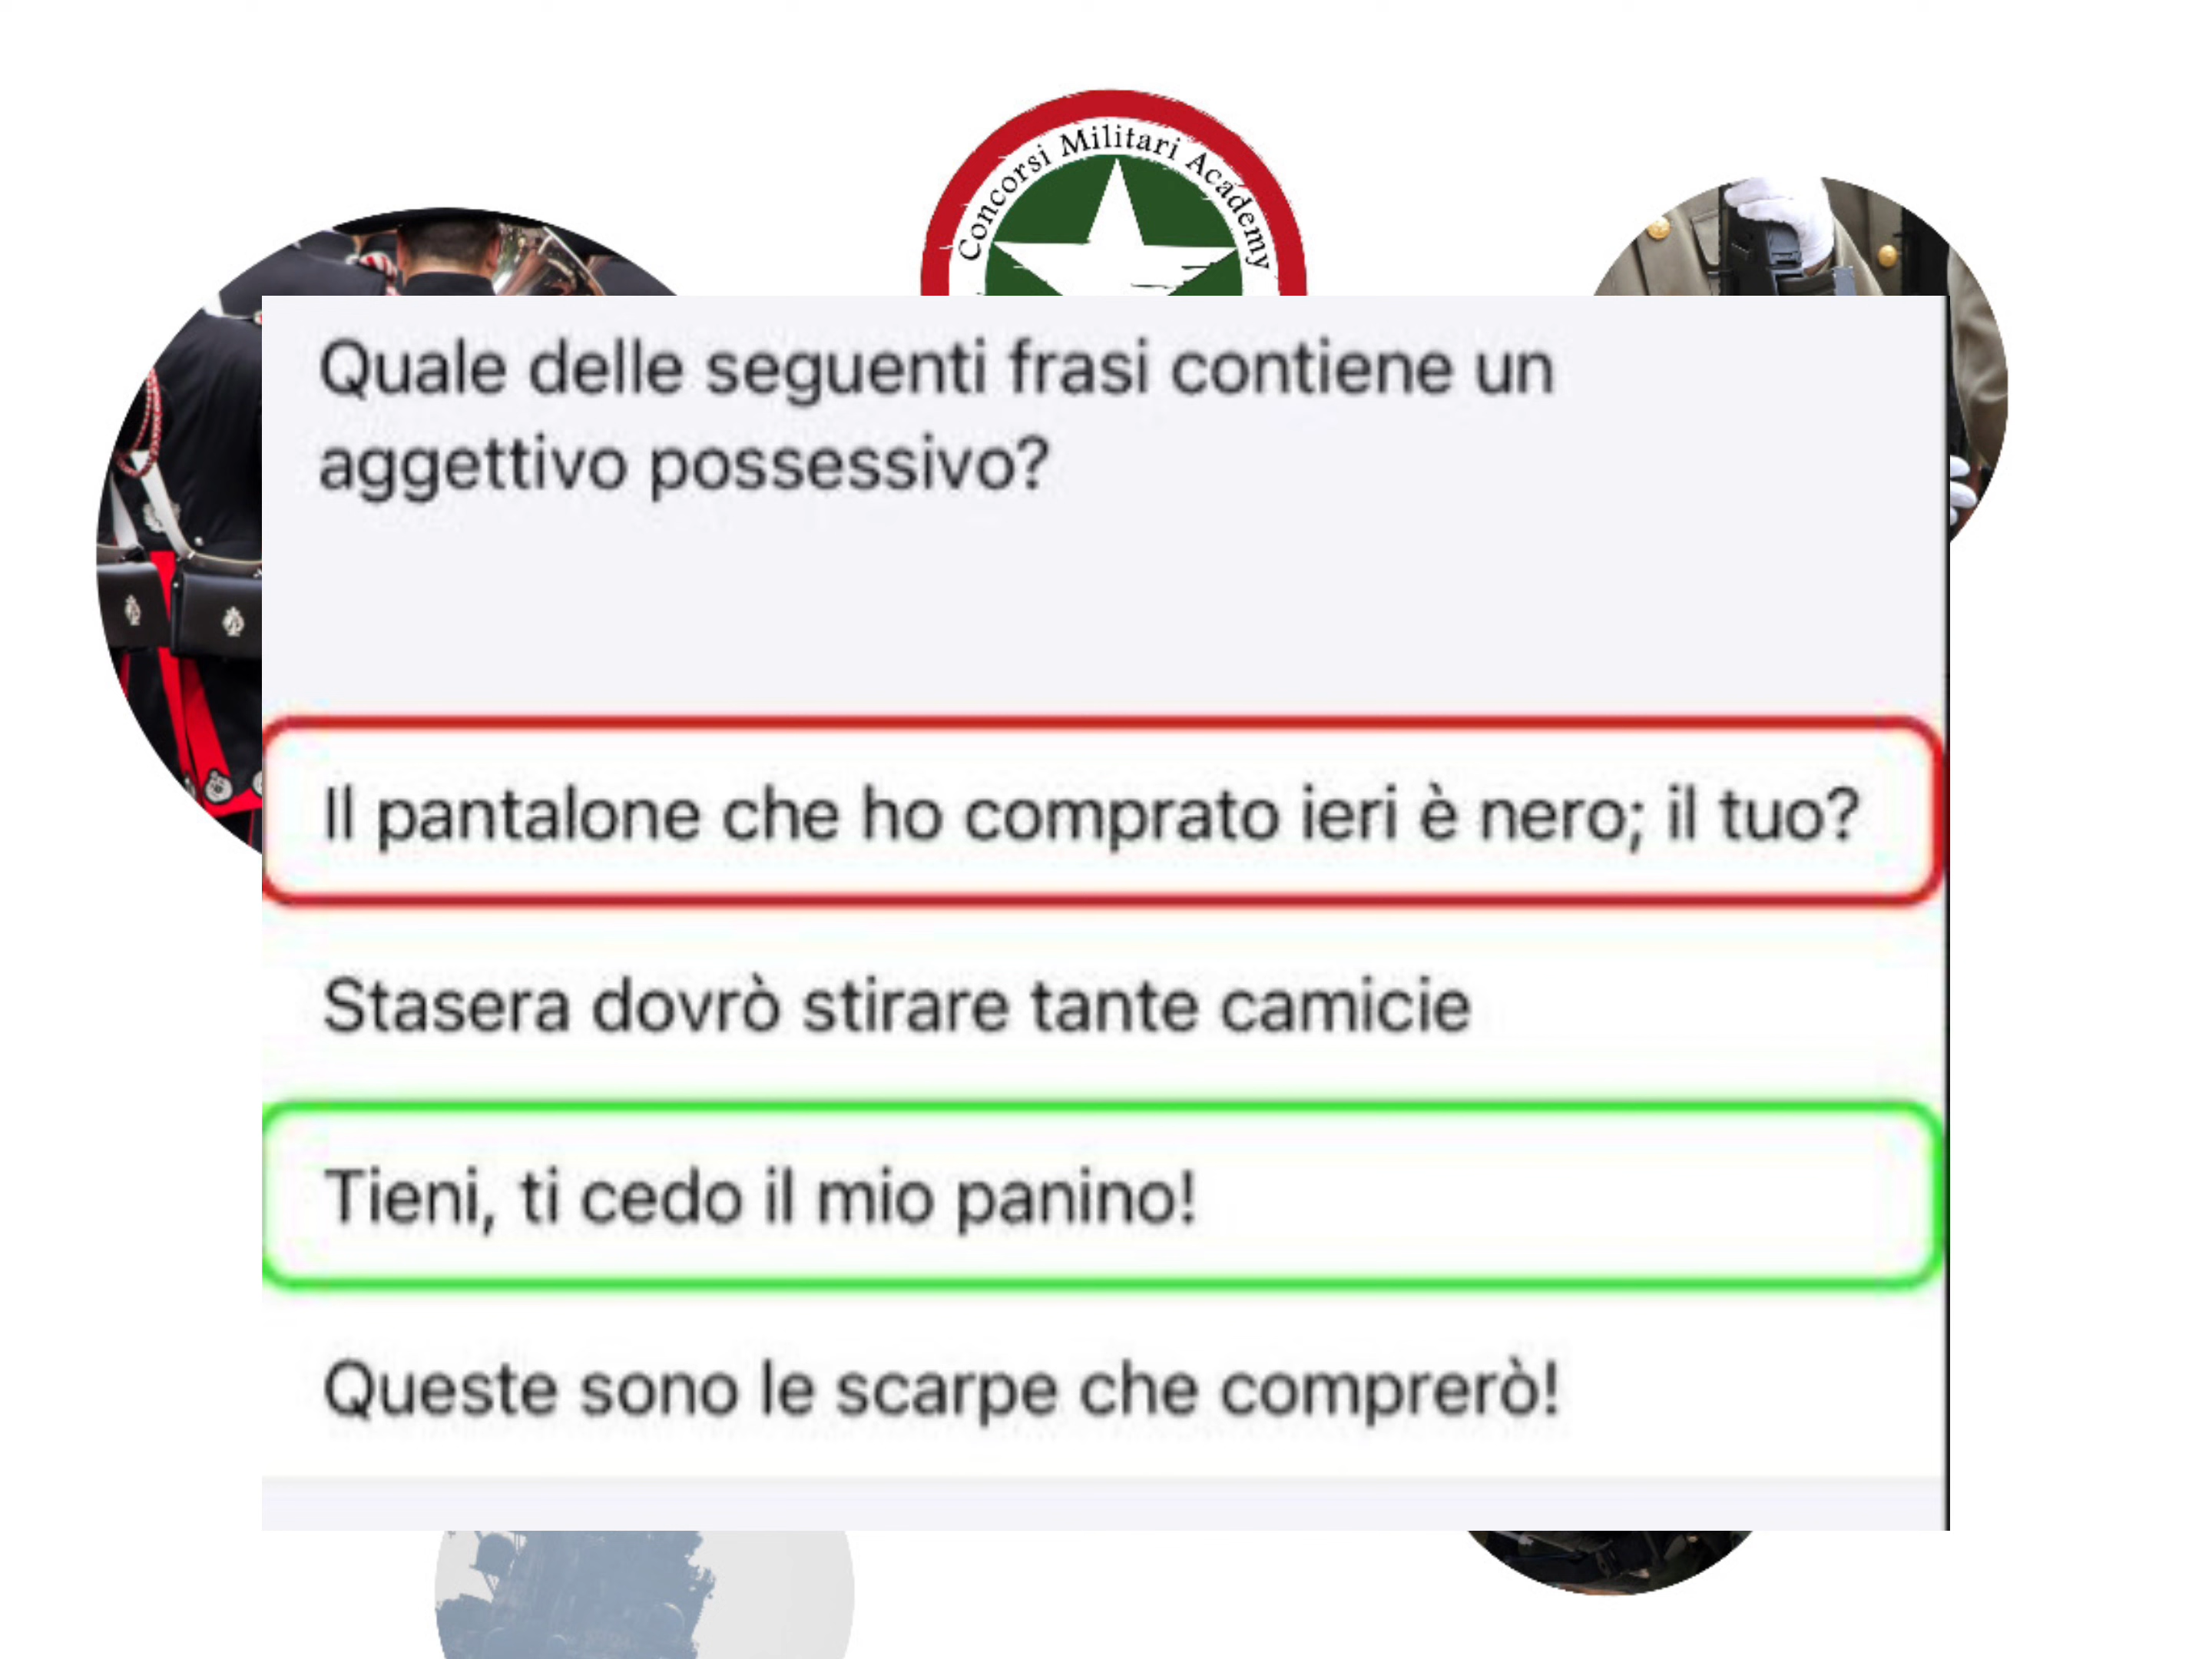 Concorsi Militari Academy
Quale delle seguenti frasi contiene un
aggettivo possessivo?
Il pantalone che ho comprato ieri è nero; il tuo?
Stasera dovrò stirare tante camicie
Tieni, ti cedo il mio panino!
Queste sono le scarpe che comprerò!